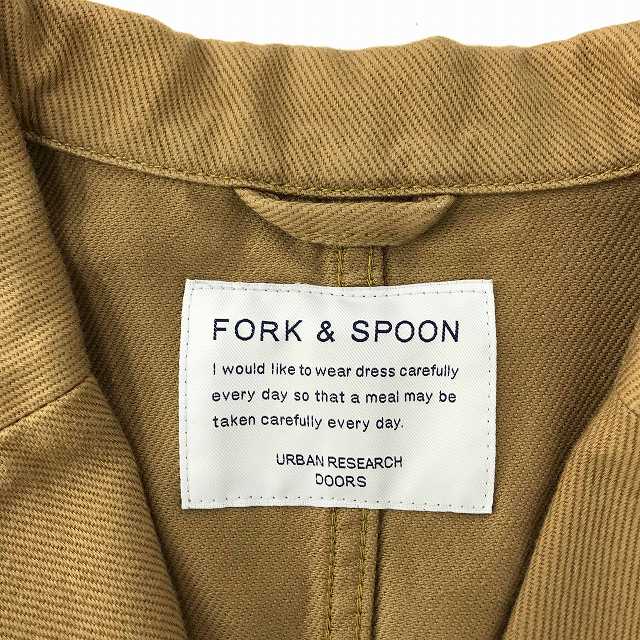 FORK & SPOON
I would like to wear dress carefully
every day so that a meal may be
taken carefully every day.
URBAN RESEARCH
DOORS